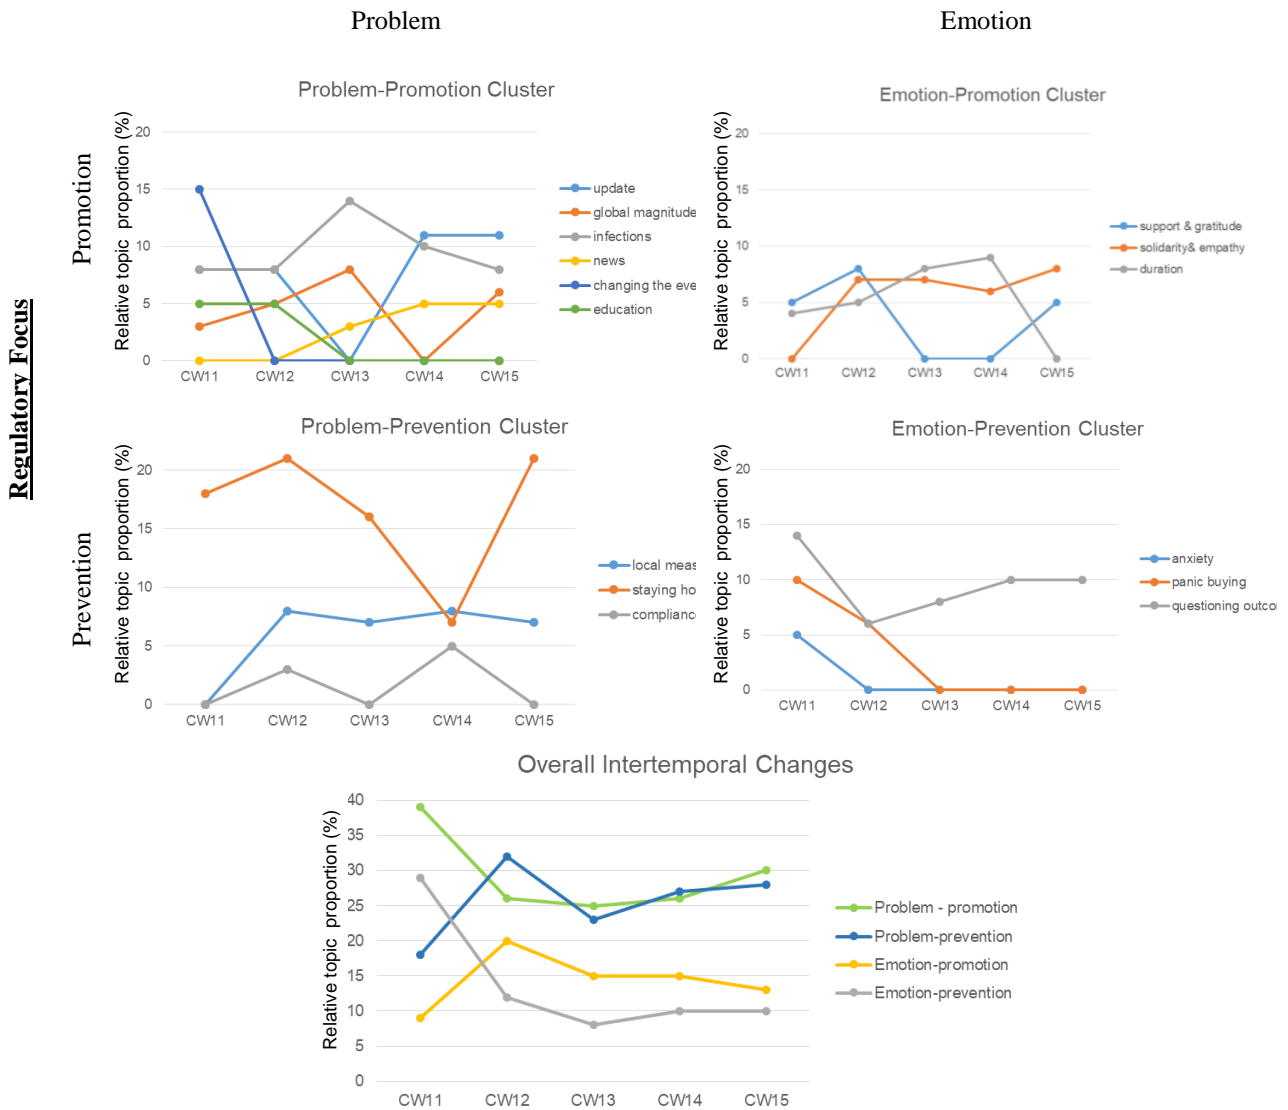 Problem
Emotion
Regulatory Focus
Promotion
Problem-Promotion Cluster
Relative topic proportion (%)
20
15
10
5
0
CW11 CW12 CW13 CW14 CW15
update
global magnitude
infections
news
changing the eve
education
Emotion-Promotion Cluster
Relative topic proportion (%)
20
15
10
5
0
CW11 CW12 CW13 CW14 CW15
support & gratitude
solidarity& empathy
duration
Prevention
Problem-Prevention Cluster
Relative topic proportion (%)
20
15
10
5
0
CW11 CW12 CW13 CW14 CW15
local meas
staying ho
compliance
Emotion-Prevention Cluster
Relative topic proportion (%)
20
15
10
5
0
CW11 CW12 CW13 CW14 CW15
anxiety
panic buying
questioning outco
Overall Intertemporal Changes
Relative topic proportion (%)
40
35
30
25
20
15
10
5
0
CW11 CW12 CW13 CW14 CW15
Problem - promotion
Problem-prevention
Emotion-promotion
Emotion-prevention